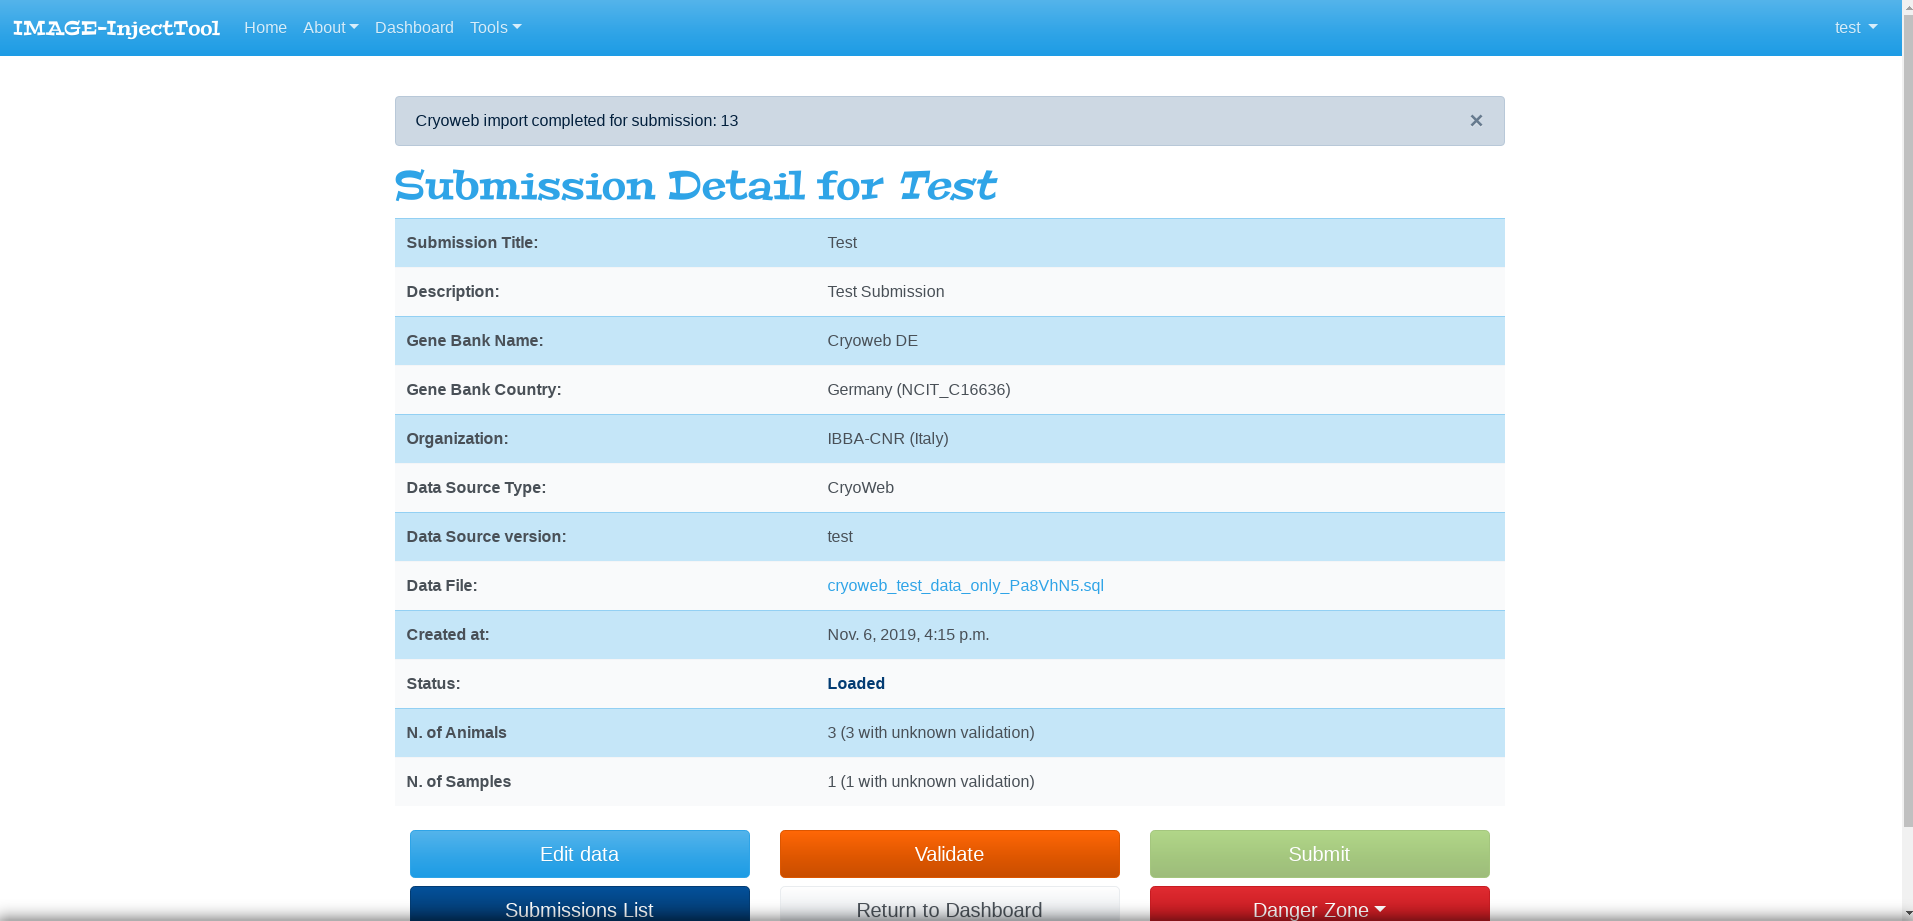 IMAGE-InjectTool Home About Dashboard Tools test
Cryoweb import completed for submission: 13 ×
Submission Detail for Test
Submission Title: Test
Description: Test Submission
Gene Bank Name: Cryoweb DE
Gene Bank Country: Germany (NCIT_C16636)
Organization: IBBA-CNR (Italy)
Data Source Type: CryoWeb
Data Source version: test
Data File: cryoweb_test_data_only_Pa8VhN5.sql
Created at: Nov. 6, 2019, 4:15 p.m.
Status: Loaded
N. of Animals 3 (3 with unknown validation)
N. of Samples 1 (1 with unknown validation)
Edit data Validate Submit
Submissions List Return to Dashboard Danger Zone